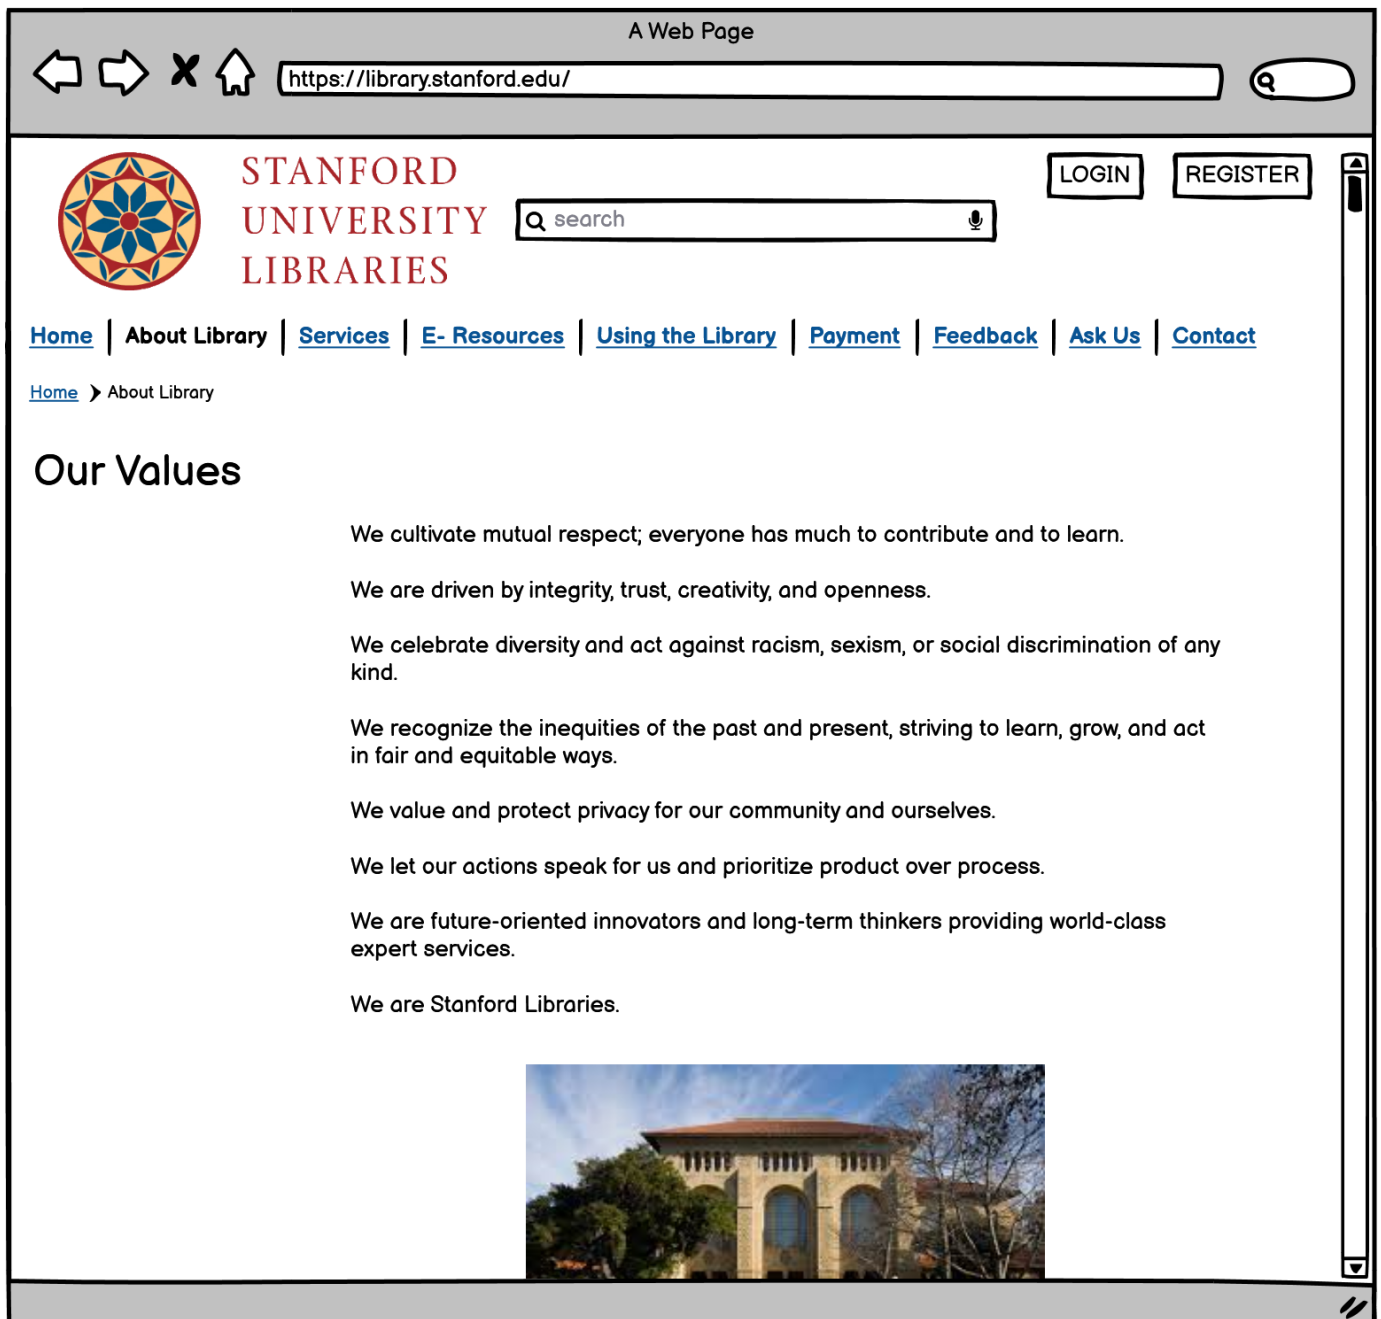 A Web Page
https://library.stanford.edu/
STANFORD
UNIVERSITY
LIBRARIES
search
LOGIN
REGISTER
Home
About Library
Services
E- Resources
Using the Library
Payment
Feedback
Ask Us
Contact
Home
About Library
Our Values
We cultivate mutual respect; everyone has much to contribute and to learn.
We are driven by integrity, trust, creativity, and openness.
We celebrate diversity and act against racism, sexism, or social discrimination of any
kind.
We recognize the inequities of the past and present, striving to learn, grow, and act
in fair and equitable ways.
We value and protect privacy for our community and ourselves.
We let our actions speak for us and prioritize product over process.
We are future-oriented innovators and long-term thinkers providing world-class
expert services.
We are Stanford Libraries.